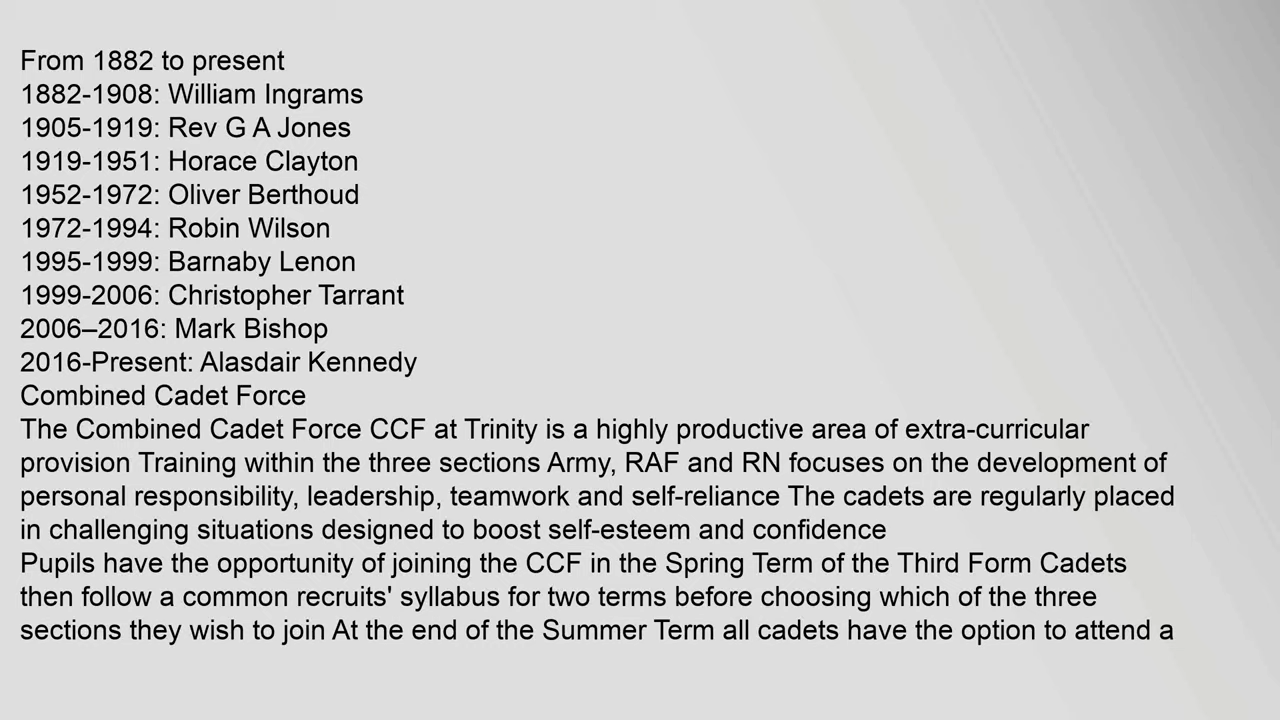 From 1882 to present
1882-1908: William Ingrams
1905-1919: Rev G A Jones
1919-1951: Horace Clayton
1952-1972: Oliver Berthoud
1972-1994: Robin Wilson
1995-1999: Barnaby Lenon
1999-2006: Christopher Tarrant
2006–2016: Mark Bishop
2016-Present: Alasdair Kennedy
Combined Cadet Force
The Combined Cadet Force CCF at Trinity is a highly productive area of extra-curricular
provision Training within the three sections Army, RAF and RN focuses on the development of
personal responsibility, leadership, teamwork and self-reliance The cadets are regularly placed
in challenging situations designed to boost self-esteem and confidence
Pupils have the opportunity of joining the CCF in the Spring Term of the Third Form Cadets
then follow a common recruits' syllabus for two terms before choosing which of the three
sections they wish to join At the end of the Summer Term all cadets have the option to attend a